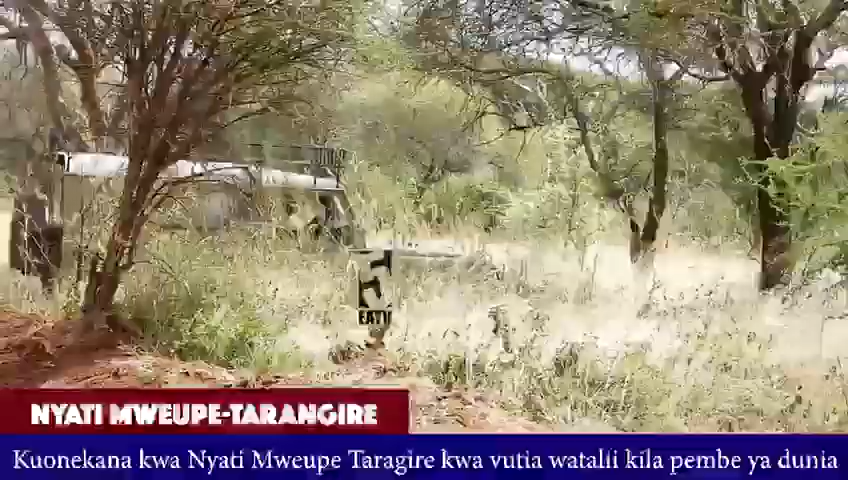 NYATI MWEUPE-TARANGIRE
Kuonekana kwa Nyati Mweupe Taragire kwa vutia watalii kila pembe ya dunia